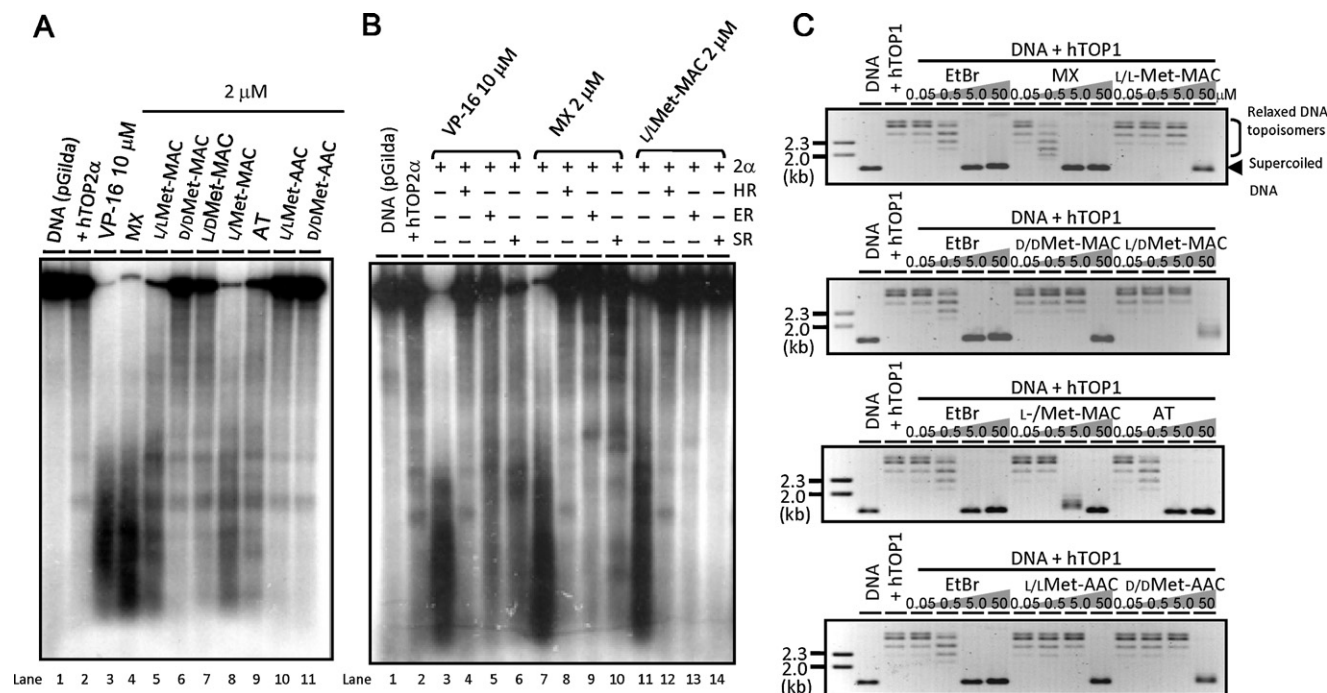 A
2 µM
DNA (pGilda)
+ hTOP2α
VP-16 10 µM
MX
L/LMet-MAC
D/DMet-MAC
L/DMet-MAC
L/Met-MAC
AT
L/LMet-AAC
D/DMet-AAC
Lane 1 2 3 4 5 6 7 8 9 10 11
B
VP-16 10 µM
MX 2 µM
L/LMet-MAC 2 µM
DNA (pGilda)
+ hTOP2α
+ + + + + + + + + + + + 2α
− + − − − + − − − + − − HR
− − + − − − + − − − + − ER
− − − + − − − + − − − + SR
Lane 1 2 3 4 5 6 7 8 9 10 11 12 13 14
C
DNA
+ hTOP1
DNA + hTOP1
EtBr MX L/L-Met-MAC
0.05 0.5 5.0 50 0.05 0.5 5.0 50 0.05 0.5 5.0 50 µM
2.3
2.0
(kb)
Relaxed DNA
topoisomers
Supercoiled
DNA
DNA
+ hTOP1
DNA + hTOP1
EtBr D/DMet-MAC L/DMet-MAC
0.05 0.5 5.0 50 0.05 0.5 5.0 50 0.05 0.5 5.0 50
2.3
2.0
(kb)
DNA
+ hTOP1
DNA + hTOP1
EtBr L-/Met-MAC AT
0.05 0.5 5.0 50 0.05 0.5 5.0 50 0.05 0.5 5.0 50
2.3
2.0
(kb)
DNA
+ hTOP1
DNA + hTOP1
EtBr L/LMet-AAC D/DMet-AAC
0.05 0.5 5.0 50 0.05 0.5 5.0 50 0.05 0.5 5.0 50
2.3
2.0
(kb)